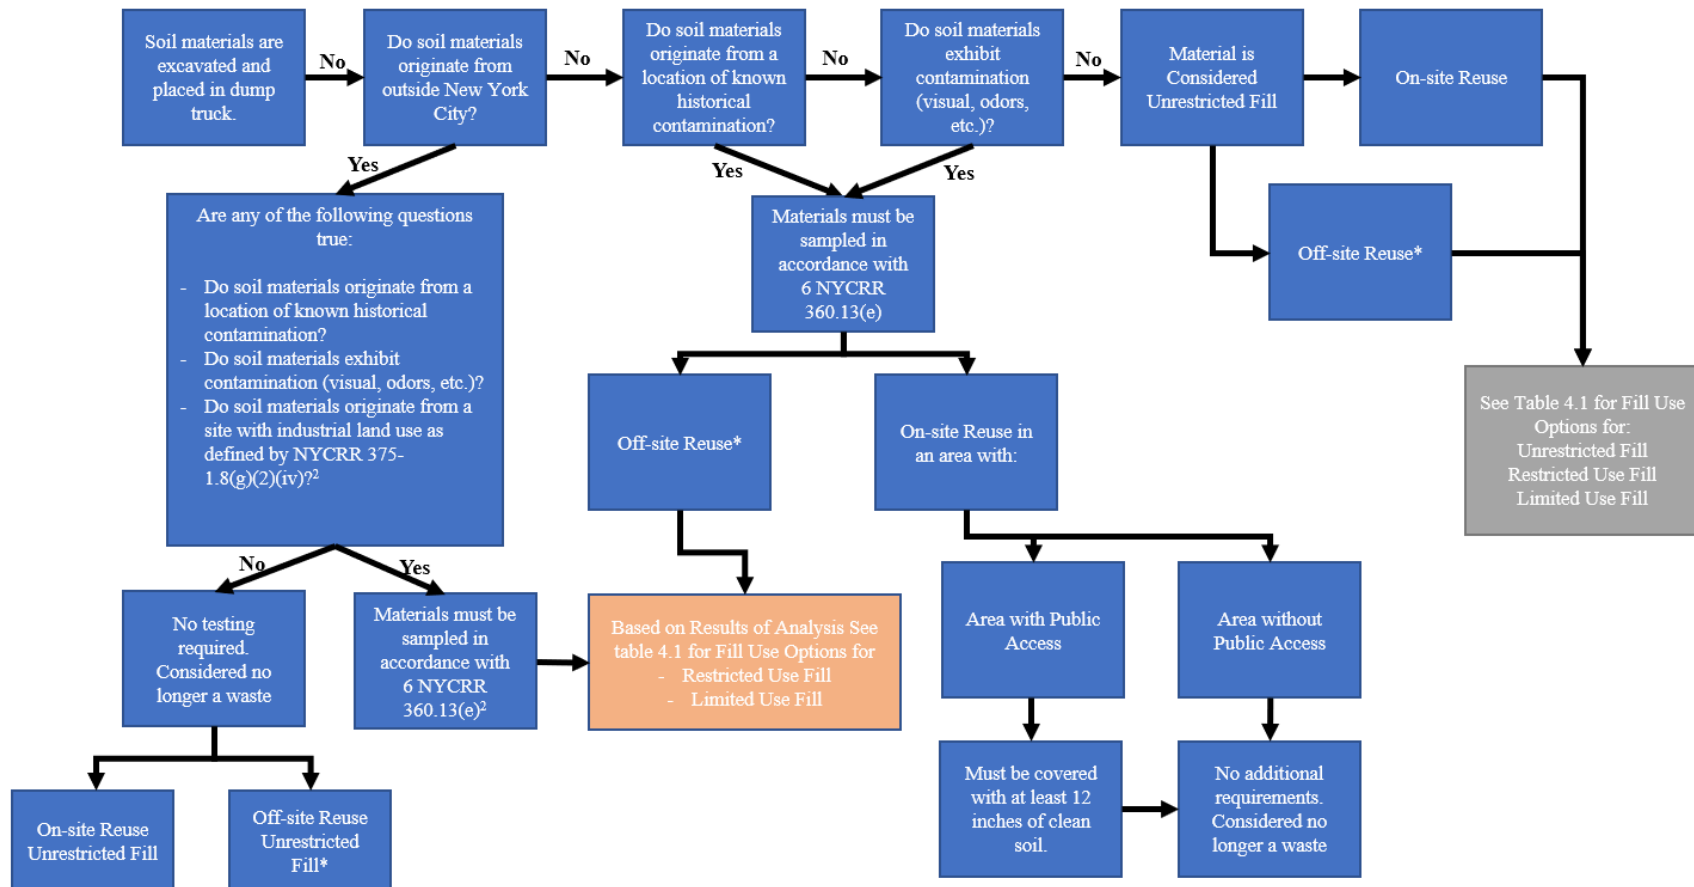 Soil materials are
excavated and
placed in dump
truck.
No
Do soil materials
originate from
outside New York
City?
No
Do soil materials
originate from a
location of known
historical
contamination?
No
Do soil materials
exhibit
contamination
(visual, odors,
etc.)?
No
Material is
Considered
Unrestricted Fill
On-site Reuse
Yes
Yes
Yes
Off-site Reuse*
Are any of the following questions
true:
- Do soil materials originate from a
location of known historical
contamination?
- Do soil materials exhibit
contamination (visual, odors, etc.)?
- Do soil materials originate from a
site with industrial land use as
defined by NYCRR 375-
1.8(g)(2)(iv)?²
Materials must be
sampled in
accordance with
6 NYCRR
360.13(e)
Off-site Reuse*
On-site Reuse in
an area with:
See Table 4.1 for Fill Use
Options for:
Unrestricted Fill
Restricted Use Fill
Limited Use Fill
No
Yes
No testing
required.
Considered no
longer a waste
Materials must be
sampled in
accordance with
6 NYCRR
360.13(e)²
Based on Results of Analysis See
table 4.1 for Fill Use Options for
- Restricted Use Fill
- Limited Use Fill
Area with Public
Access
Area without
Public Access
On-site Reuse
Unrestricted Fill
Off-site Reuse
Unrestricted
Fill*
Must be covered
with at least 12
inches of clean
soil.
No additional
requirements.
Considered no
longer a waste